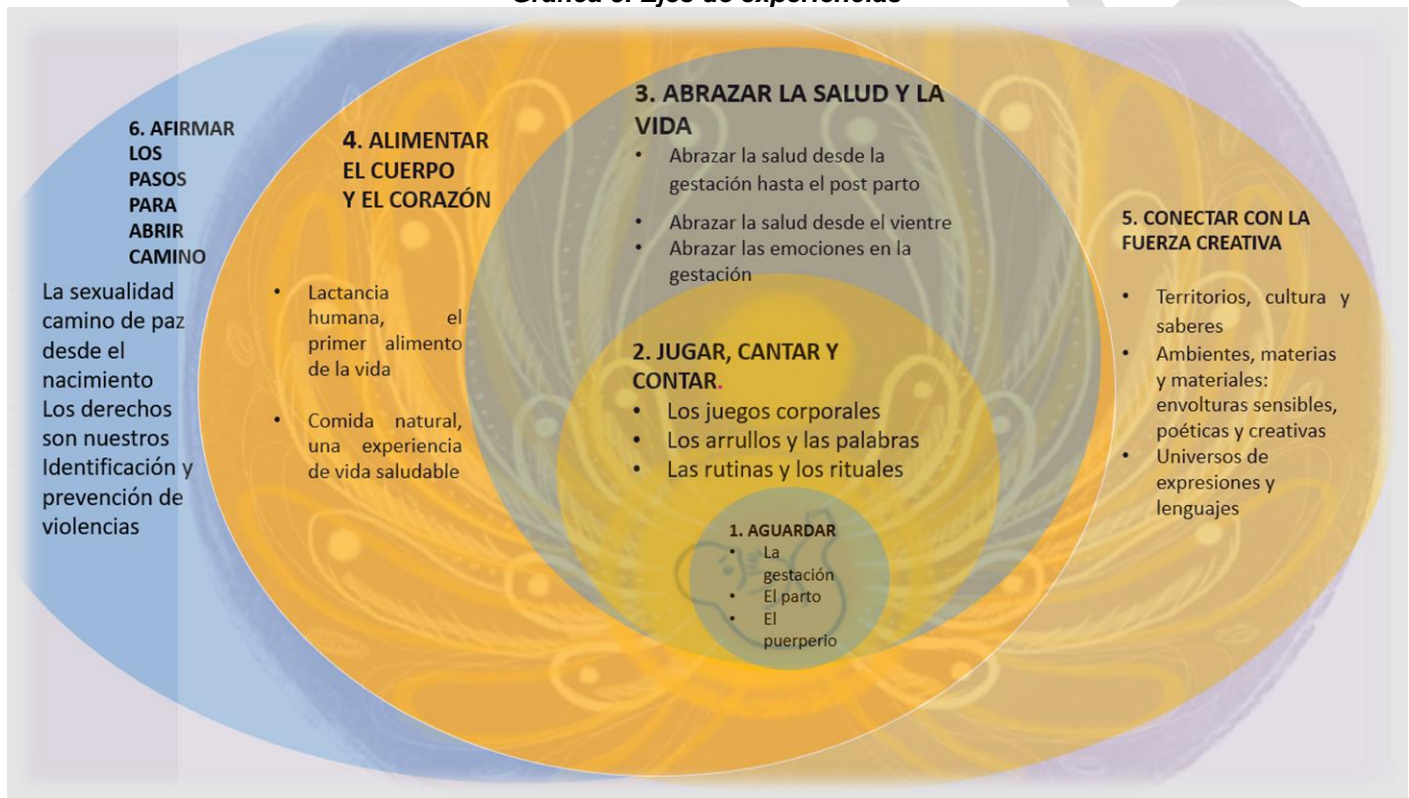 6. AFIRMAR
LOS
PASOS
PARA
ABRIR
CAMINO
La sexualidad
camino de paz
desde el
nacimiento
Los derechos
son nuestros
Identificación y
prevención de
violencias
4. ALIMENTAR
EL CUERPO
Y EL CORAZÓN
• Lactancia
humana, el
primer alimento
de la vida
• Comida natural,
una experiencia
de vida saludable
3. ABRAZAR LA SALUD Y LA
VIDA
• Abrazar la salud desde la
gestación hasta el post parto
• Abrazar la salud desde el vientre
• Abrazar las emociones en la
gestación
2. JUGAR, CANTAR Y
CONTAR.
• Los juegos corporales
• Los arrullos y las palabras
• Las rutinas y los rituales
1. AGUARDAR
• La
gestación
• El parto
• El
puerperio
5. CONECTAR CON LA
FUERZA CREATIVA
• Territorios, cultura y
saberes
• Ambientes, materias
y materiales:
envolturas sensibles,
poéticas y creativas
• Universos de
expresiones y
lenguajes